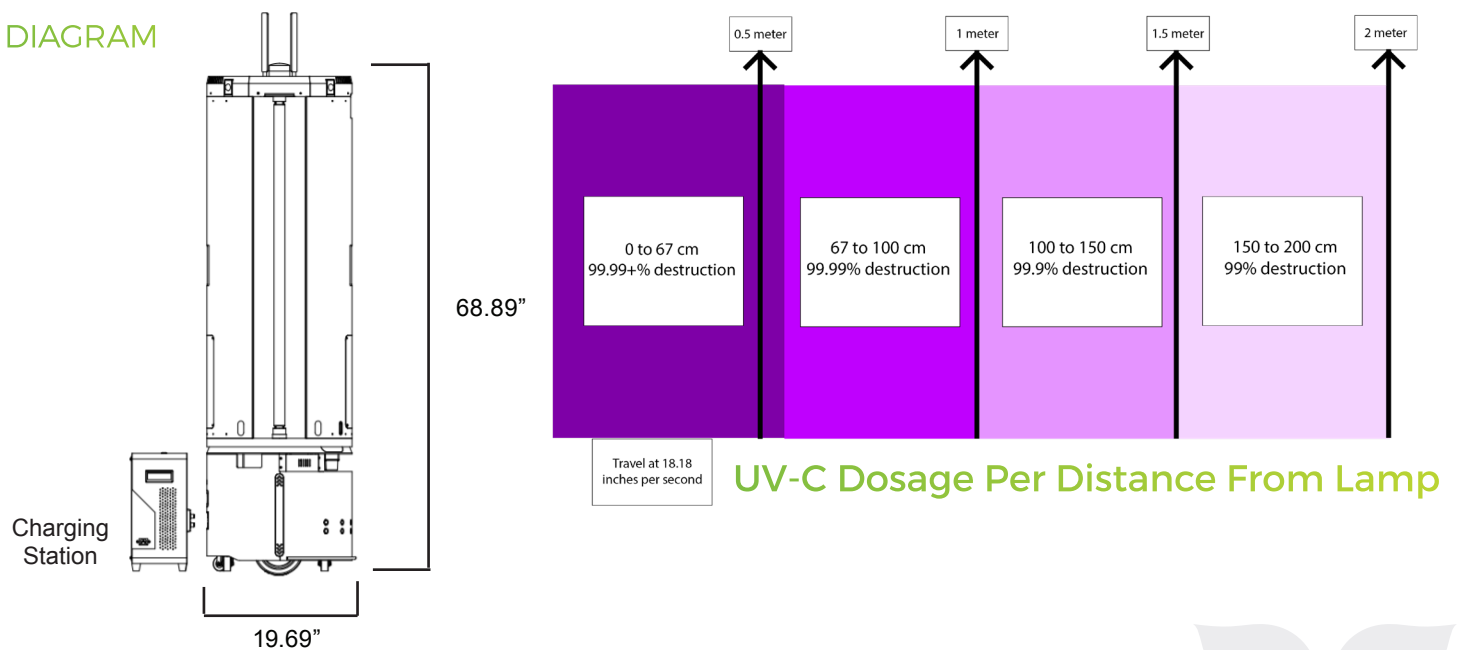 DIAGRAM
0.5 meter
1 meter
1.5 meter
2 meter
0 to 67 cm
99.99+% destruction
67 to 100 cm
99.99% destruction
100 to 150 cm
99.9% destruction
150 to 200 cm
99% destruction
68.89”
Travel at 18.18
inches per second
UV-C Dosage Per Distance From Lamp
Charging
Station
19.69”